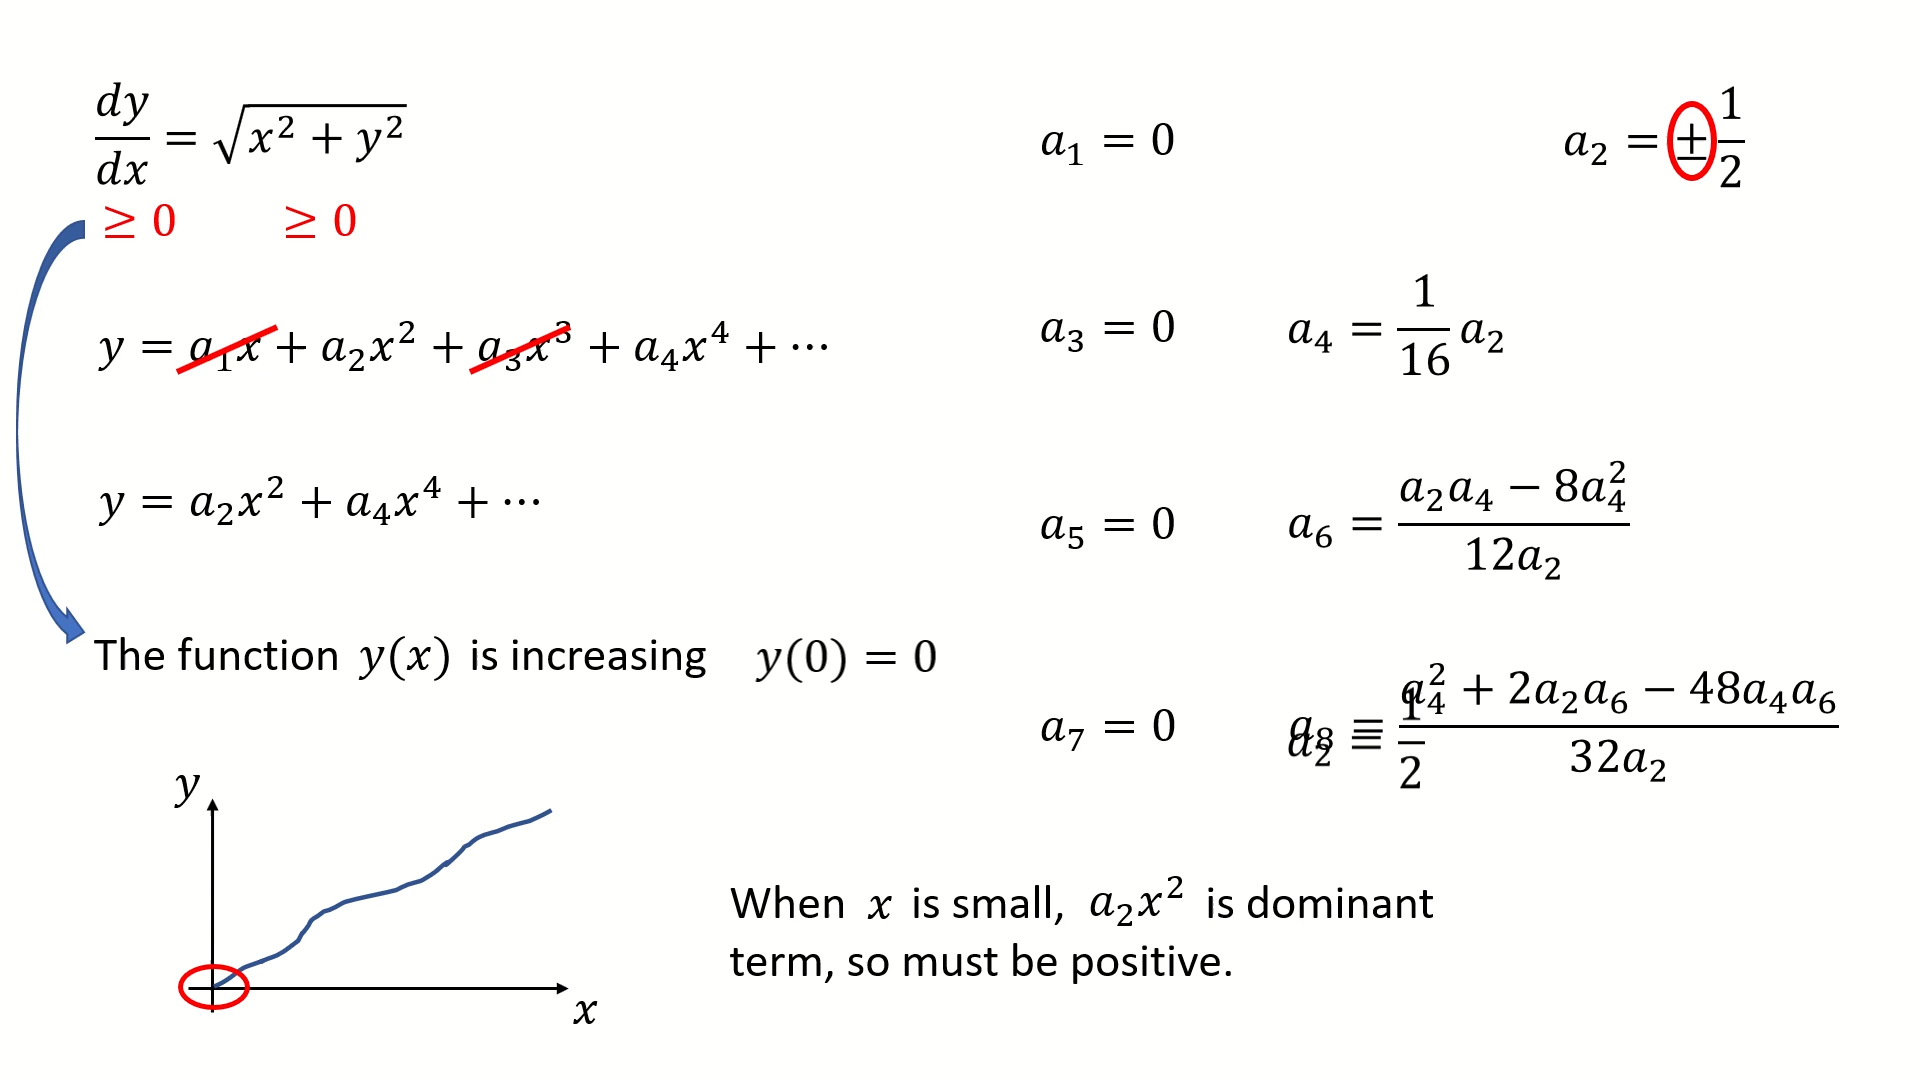 dy/dx = √(x² + y²)
≥ 0 ≥ 0
y = a₁x + a₂x² + a₃x³ + a₄x⁴ + ⋯
y = a₂x² + a₄x⁴ + ⋯
The function y(x) is increasing y(0) = 0
y
x
a₁ = 0 a₂ = ± 1/2
a₃ = 0 a₄ = 1/16 a₂
a₅ = 0 a₆ = (a₂a₄ − 8a₄²)/(12a₂)
a₇ = 0 a₈ = (a₄² + 2a₂a₆ − 48a₄a₆)/(32a₂)
a₂ = 1/2
When x is small, a₂x² is dominant
term, so must be positive.